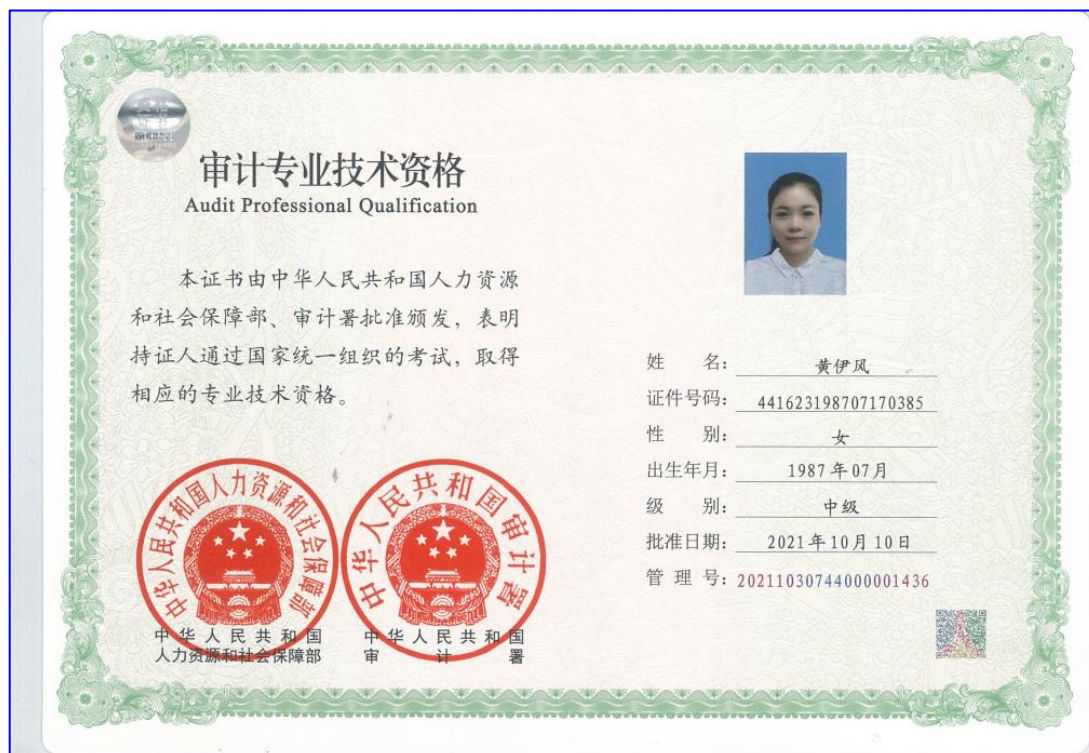 审计专业技术资格
Audit Professional Qualification
本证书由中华人民共和国人力资源
和社会保障部、审计署批准颁发，表明
持证人通过国家统一组织的考试，取得
相应的专业技术资格。
姓 名：黄伊风
证件号码：441623198707170385
性 别：女
出生年月：1987年07月
级 别：中级
批准日期：2021年10月10日
管 理 号：20211030744000001436
中华人民共和国人力资源和社会保障部
中华人民共和国审计署
中华人民共和国
人力资源和社会保障部
中华人民共和国
审计署